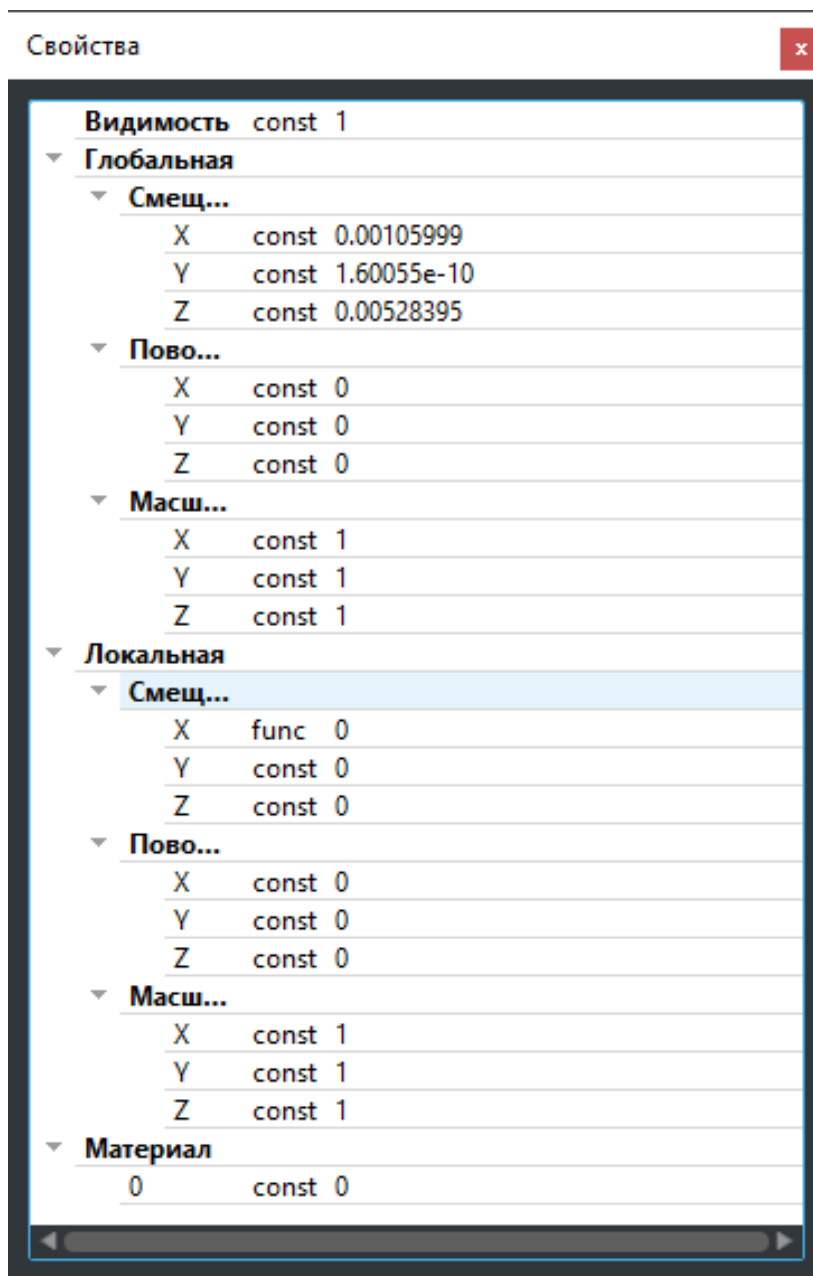 Свойства x
Видимость const 1
Глобальная
Смещ...
X const 0.00105999
Y const 1.60055e-10
Z const 0.00528395
Пово...
X const 0
Y const 0
Z const 0
Масш...
X const 1
Y const 1
Z const 1
Локальная
Смещ...
X func 0
Y const 0
Z const 0
Пово...
X const 0
Y const 0
Z const 0
Масш...
X const 1
Y const 1
Z const 1
Материал
0 const 0